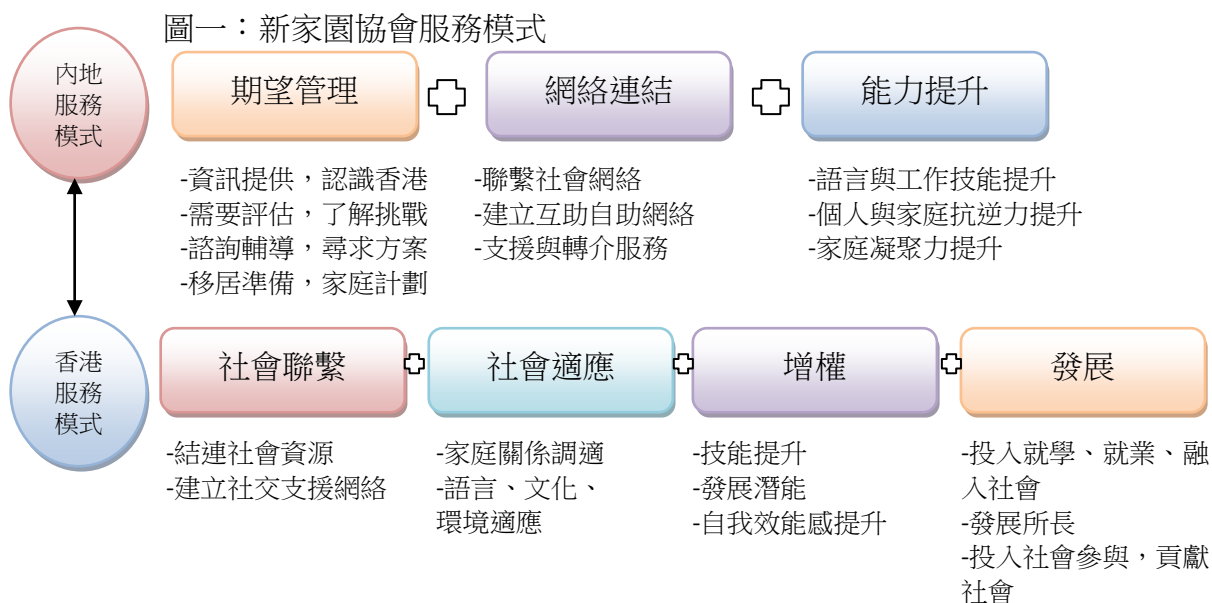 圖一：新家園協會服務模式
內地
服務
模式
期望管理
網絡連結
能力提升
-資訊提供，認識香港
-需要評估，了解挑戰
-諮詢輔導，尋求方案
-移居準備，家庭計劃
-聯繫社會網絡
-建立互助自助網絡
-支援與轉介服務
-語言與工作技能提升
-個人與家庭抗逆力提升
-家庭凝聚力提升
香港
服務
模式
社會聯繫
社會適應
增權
發展
-結連社會資源
-建立社交支援網絡
-家庭關係調適
-語言、文化、
環境適應
-技能提升
-發展潛能
-自我效能感提升
-投入就學、就業、融
入社會
-發展所長
-投入社會參與，貢獻
社會